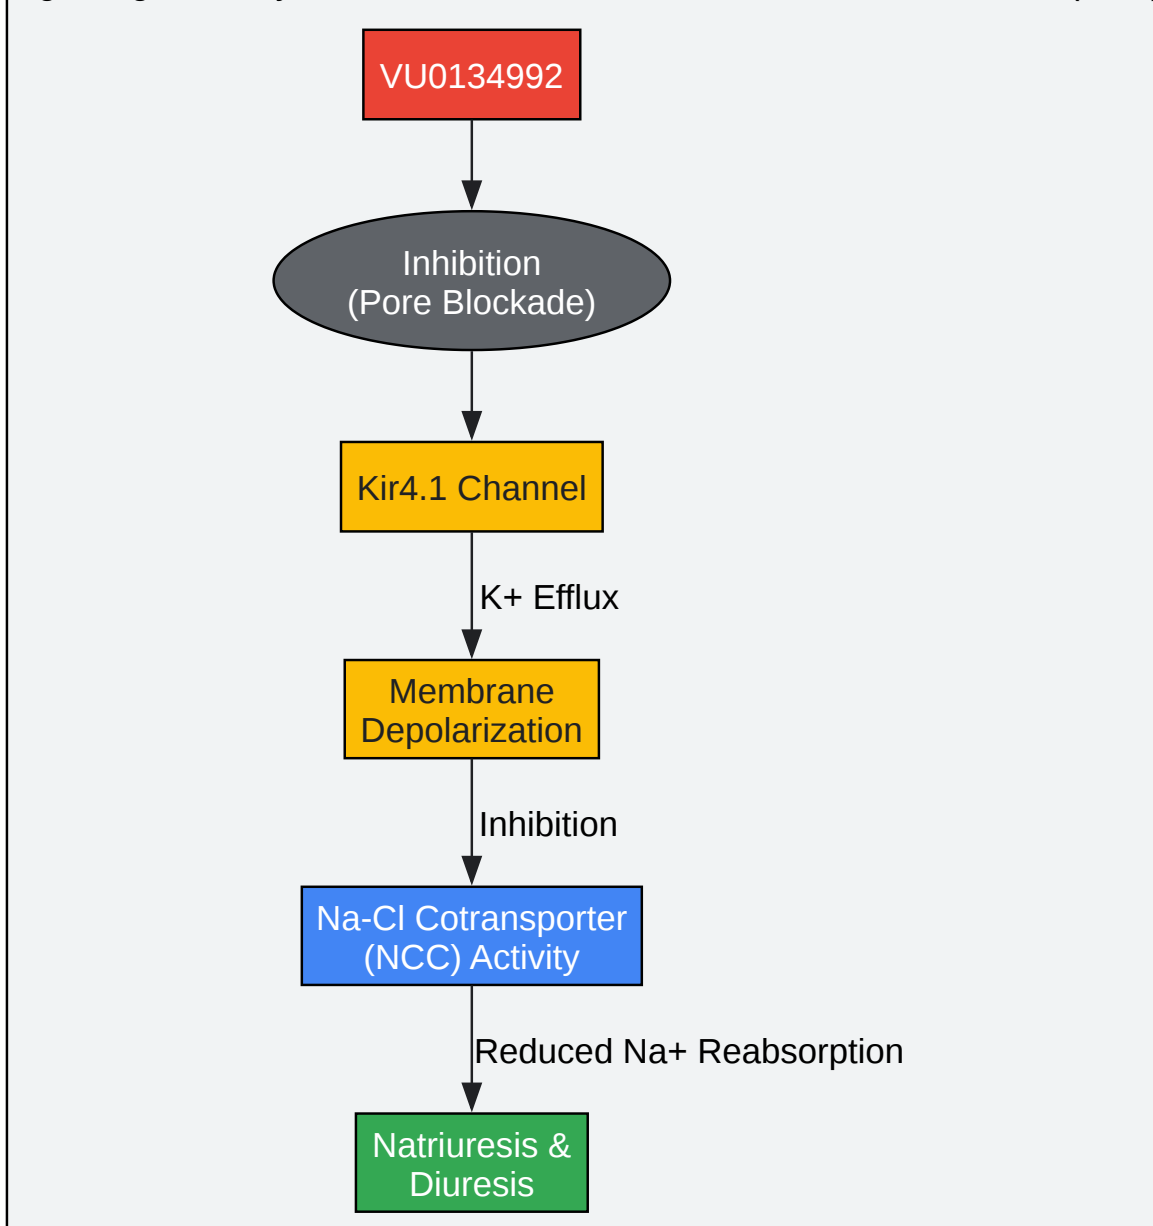 VU0134992
Inhibition
(Pore Blockade)
Kir4.1 Channel
K+ Efflux
Membrane
Depolarization
Inhibition
Na-Cl Cotransporter
(NCC) Activity
Reduced Na+ Reabsorption
Natriuresis &
Diuresis